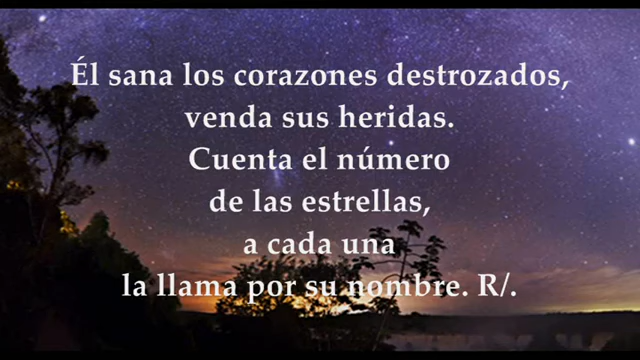 Él sana los corazones destrozados,
venda sus heridas.
Cuenta el número
de las estrellas,
a cada una
la llama por su nombre. R/.